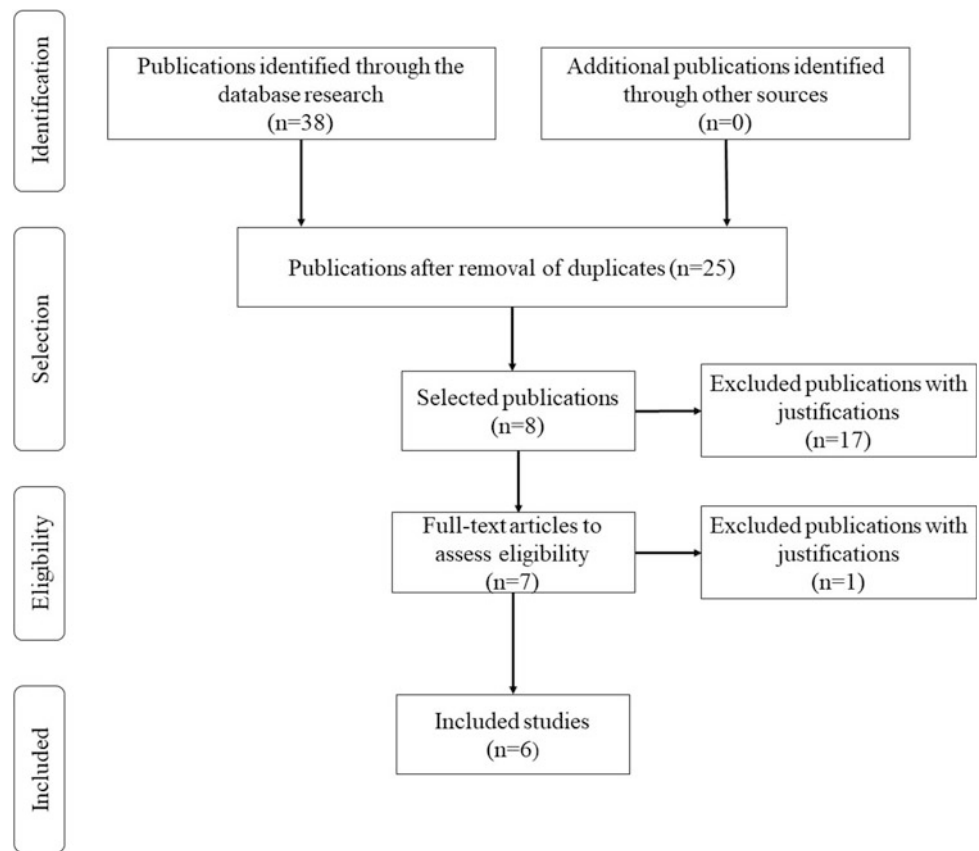 Identification
Publications identified through the
database research
(n=38)
Additional publications identified
through other sources
(n=0)
Selection
Publications after removal of duplicates (n=25)
Selected publications
(n=8)
Excluded publications with
justifications
(n=17)
Eligibility
Full-text articles to
assess eligibility
(n=7)
Excluded publications with
justifications
(n=1)
Included
Included studies
(n=6)